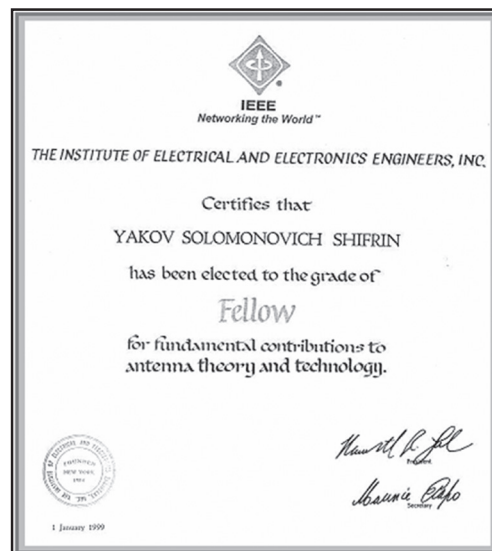 IEEE
Networking the World™
THE INSTITUTE OF ELECTRICAL AND ELECTRONICS ENGINEERS, INC.
Certifies that
YAKOV SOLOMONOVICH SHIFRIN
has been elected to the grade of
Fellow
for fundamental contributions to
antenna theory and technology.
President
Secretary
1 January 1999